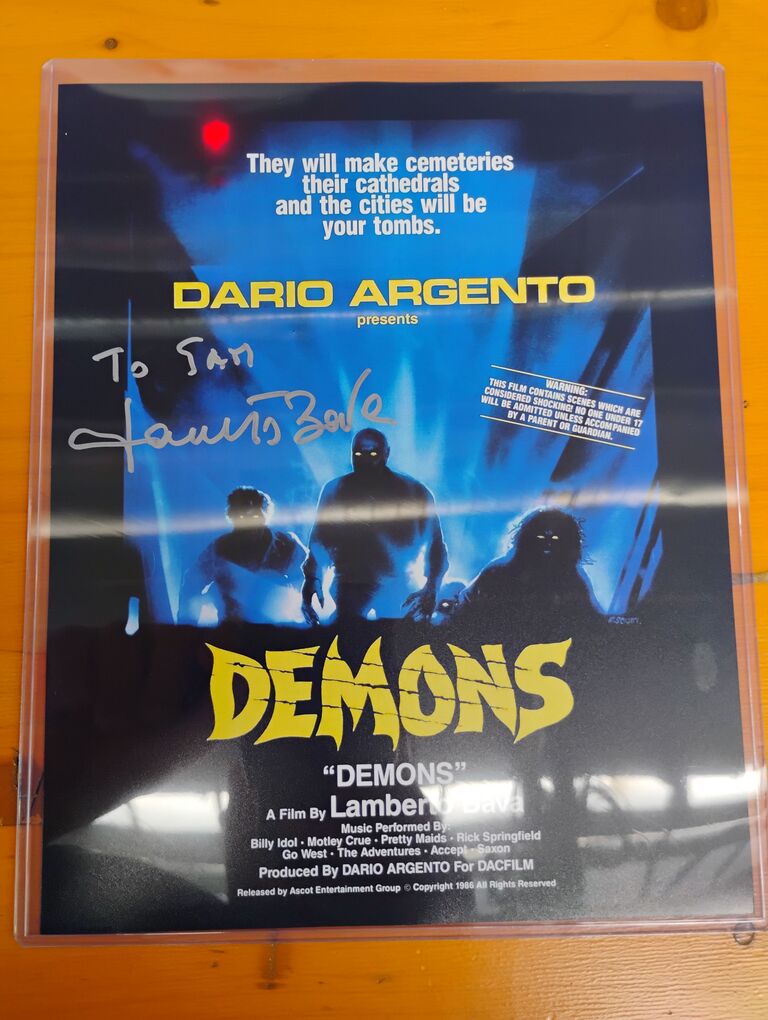 They will make cemeteries
their cathedrals
and the cities will be
your tombs.
DARIO ARGENTO
presents
TO SAM
Lamberto Bava
WARNING:
THIS FILM CONTAINS SCENES WHICH ARE
CONSIDERED SHOCKING! NO ONE UNDER 17
WILL BE ADMITTED UNLESS ACCOMPANIED
BY A PARENT OR GUARDIAN.
DEMONS
“DEMONS”
A Film By Lamberto Bava
Music Performed By:
Billy Idol • Motley Crue • Pretty Maids • Rick Springfield
Go West • The Adventures • Accept • Saxon
Produced By DARIO ARGENTO For DACFILM
Released by Ascot Entertainment Group © Copyright 1986 All Rights Reserved